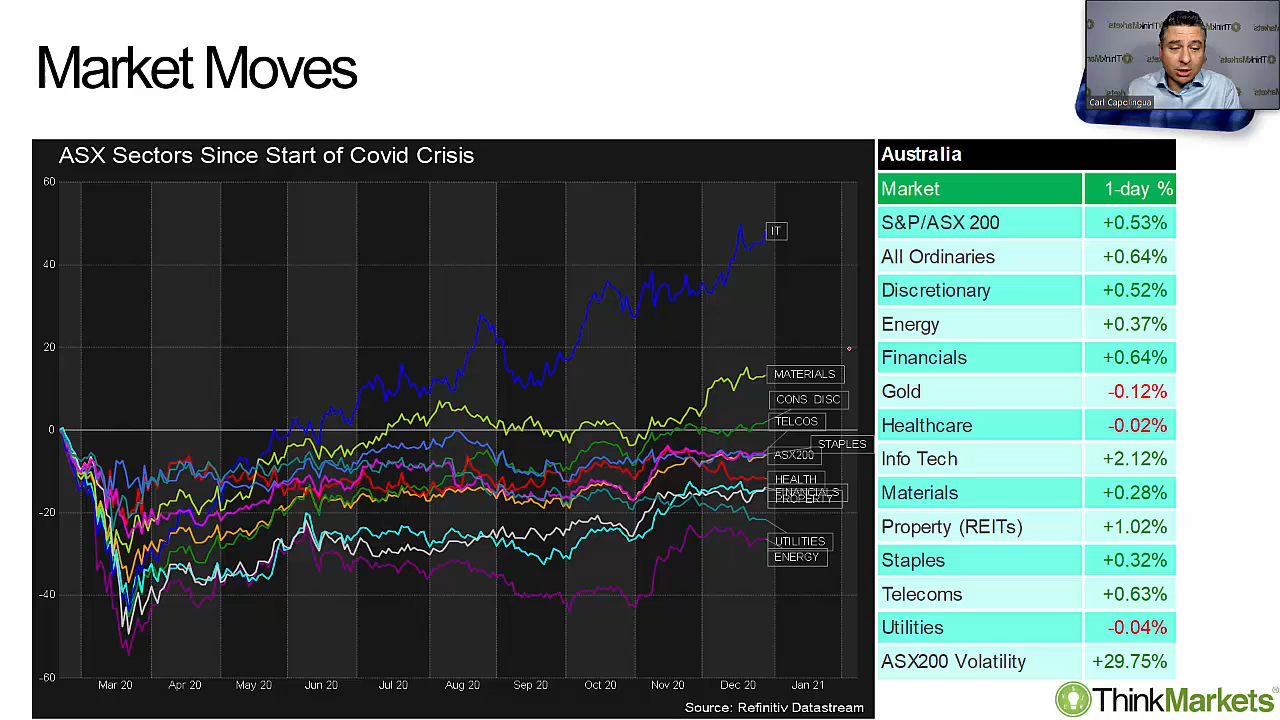 Market Moves
Carl Capolingua
ASX Sectors Since Start of Covid Crisis
60
40
20
0
-20
-40
-60
IT
MATERIALS
CONS. DISC
TELCOS
STAPLES
ASX200
HEALTH
FINANCIALS
PROPERTY
UTILITIES
ENERGY
Mar 20 Apr 20 May 20 Jun 20 Jul 20 Aug 20 Sep 20 Oct 20 Nov 20 Dec 20 Jan 21
Source: Refinitiv Datastream
Australia
Market 1-day %
S&P/ASX 200 +0.53%
All Ordinaries +0.64%
Discretionary +0.52%
Energy +0.37%
Financials +0.64%
Gold -0.12%
Healthcare -0.02%
Info Tech +2.12%
Materials +0.28%
Property (REITs) +1.02%
Staples +0.32%
Telecoms +0.63%
Utilities -0.04%
ASX200 Volatility +29.75%
ThinkMarkets®